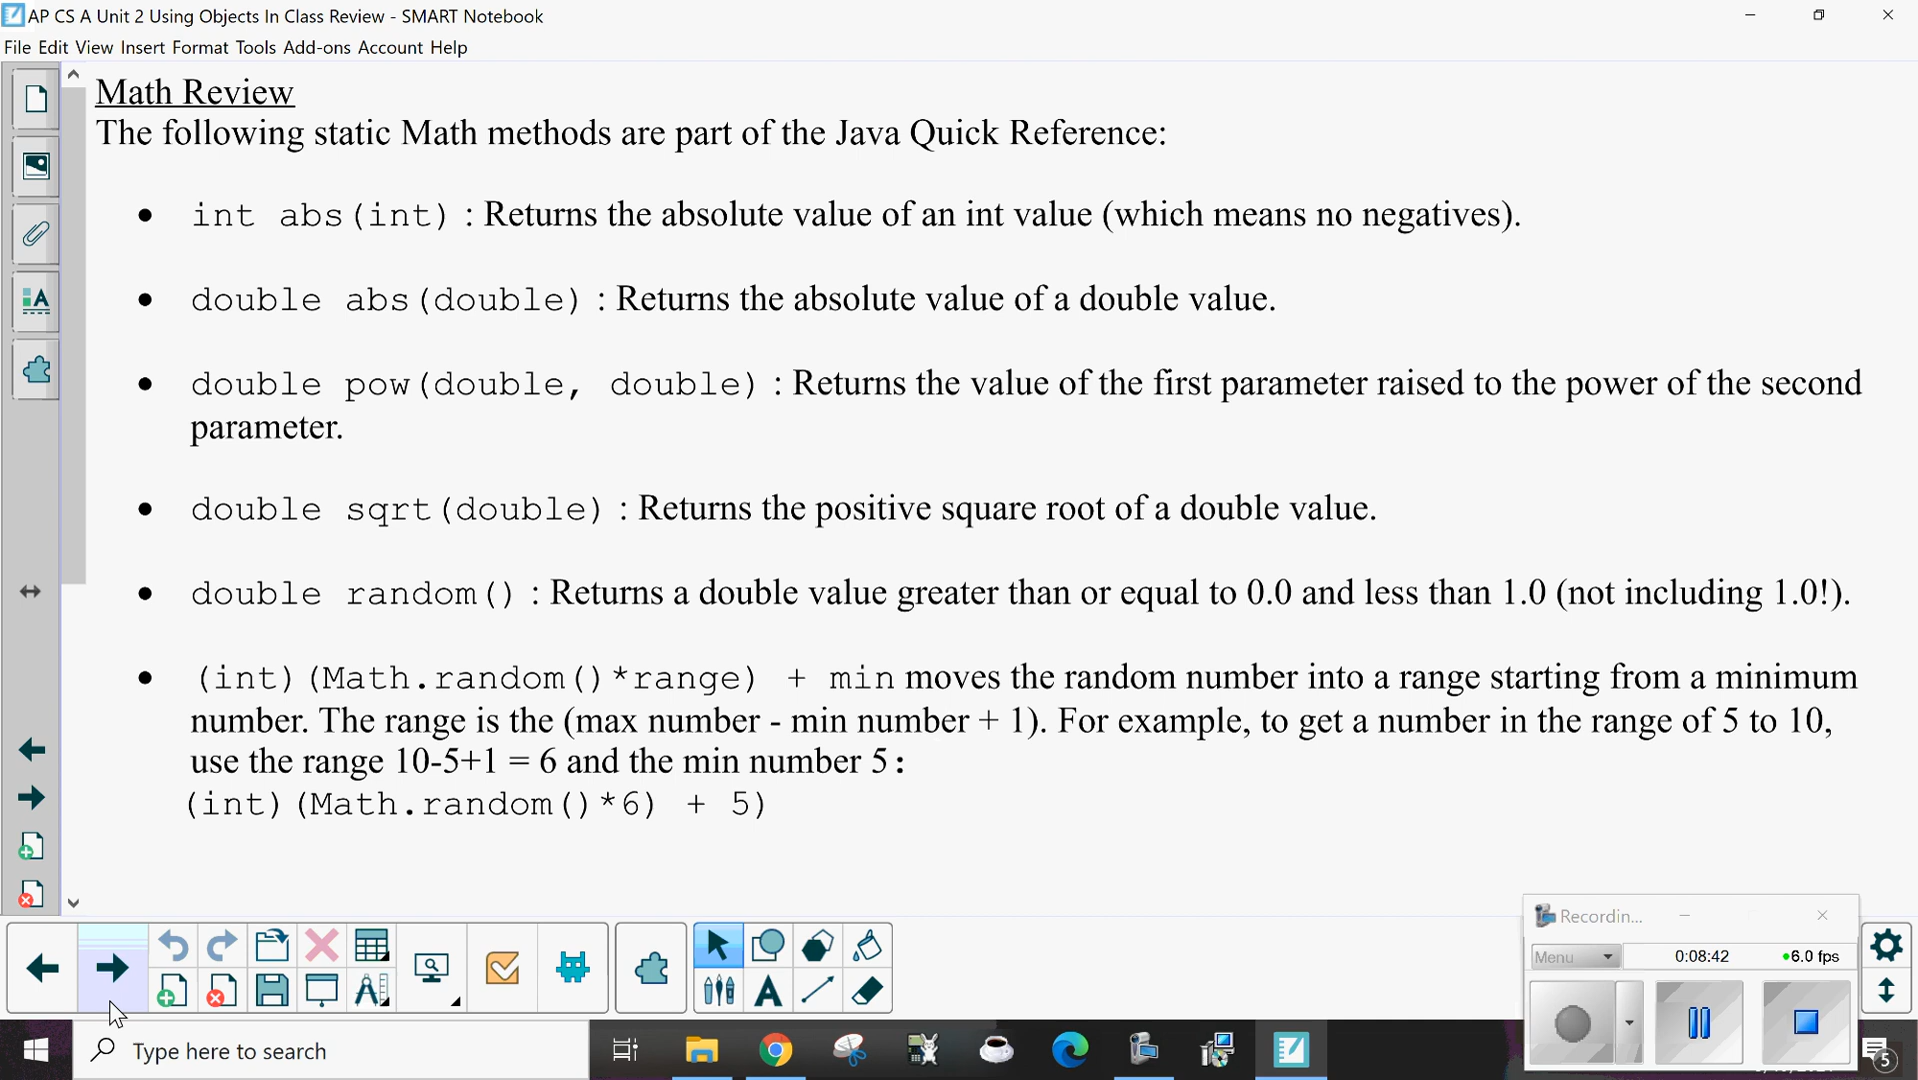 AP CS A Unit 2 Using Objects In Class Review - SMART Notebook
File Edit View Insert Format Tools Add-ons Account Help
Math Review
The following static Math methods are part of the Java Quick Reference:
• int abs(int) : Returns the absolute value of an int value (which means no negatives).
• double abs(double) : Returns the absolute value of a double value.
• double pow(double, double) : Returns the value of the first parameter raised to the power of the second
parameter.
• double sqrt(double) : Returns the positive square root of a double value.
• double random() : Returns a double value greater than or equal to 0.0 and less than 1.0 (not including 1.0!).
• (int)(Math.random()*range) + min moves the random number into a range starting from a minimum
number. The range is the (max number - min number + 1). For example, to get a number in the range of 5 to 10,
use the range 10-5+1 = 6 and the min number 5:
(int)(Math.random()*6) + 5)
Recordin...
Menu 0:08:42 6.0 fps
Type here to search
5